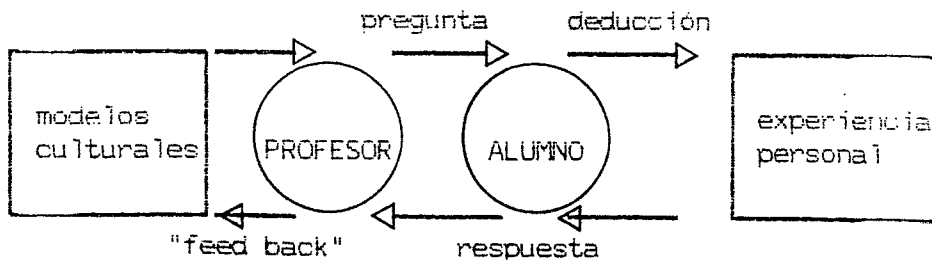 pregunta
deducción
modelos
culturales
PROFESOR
ALUMNO
experiencia
personal
"feed back"
respuesta